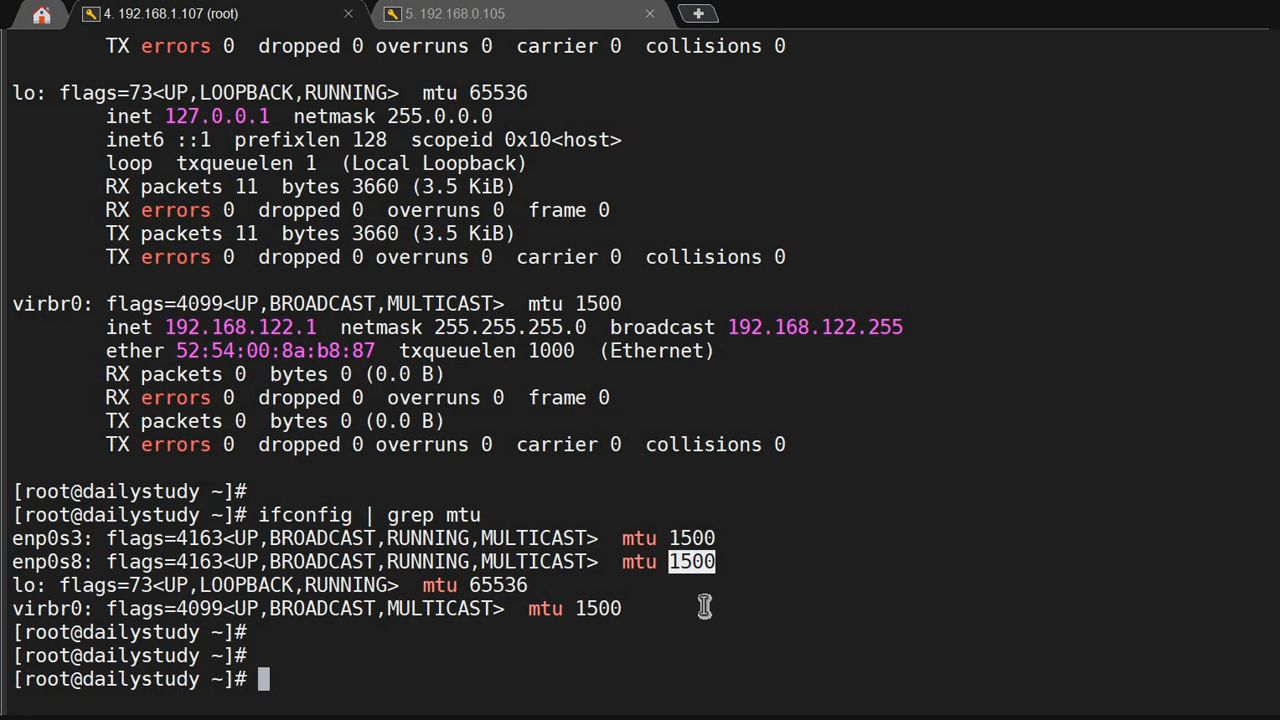 4. 192.168.1.107 (root)
5. 192.168.0.105
TX errors 0  dropped 0 overruns 0  carrier 0  collisions 0
lo: flags=73<UP,LOOPBACK,RUNNING>  mtu 65536
inet 127.0.0.1  netmask 255.0.0.0
inet6 ::1  prefixlen 128  scopeid 0x10<host>
loop  txqueuelen 1  (Local Loopback)
RX packets 11  bytes 3660 (3.5 KiB)
RX errors 0  dropped 0  overruns 0  frame 0
TX packets 11  bytes 3660 (3.5 KiB)
TX errors 0  dropped 0 overruns 0  carrier 0  collisions 0
virbr0: flags=4099<UP,BROADCAST,MULTICAST>  mtu 1500
inet 192.168.122.1  netmask 255.255.255.0  broadcast 192.168.122.255
ether 52:54:00:8a:b8:87  txqueuelen 1000  (Ethernet)
RX packets 0  bytes 0 (0.0 B)
RX errors 0  dropped 0  overruns 0  frame 0
TX packets 0  bytes 0 (0.0 B)
TX errors 0  dropped 0 overruns 0  carrier 0  collisions 0
[root@dailystudy ~]#
[root@dailystudy ~]# ifconfig | grep mtu
enp0s3: flags=4163<UP,BROADCAST,RUNNING,MULTICAST>  mtu 1500
enp0s8: flags=4163<UP,BROADCAST,RUNNING,MULTICAST>  mtu 1500
lo: flags=73<UP,LOOPBACK,RUNNING>  mtu 65536
virbr0: flags=4099<UP,BROADCAST,MULTICAST>  mtu 1500
[root@dailystudy ~]#
[root@dailystudy ~]#
[root@dailystudy ~]#